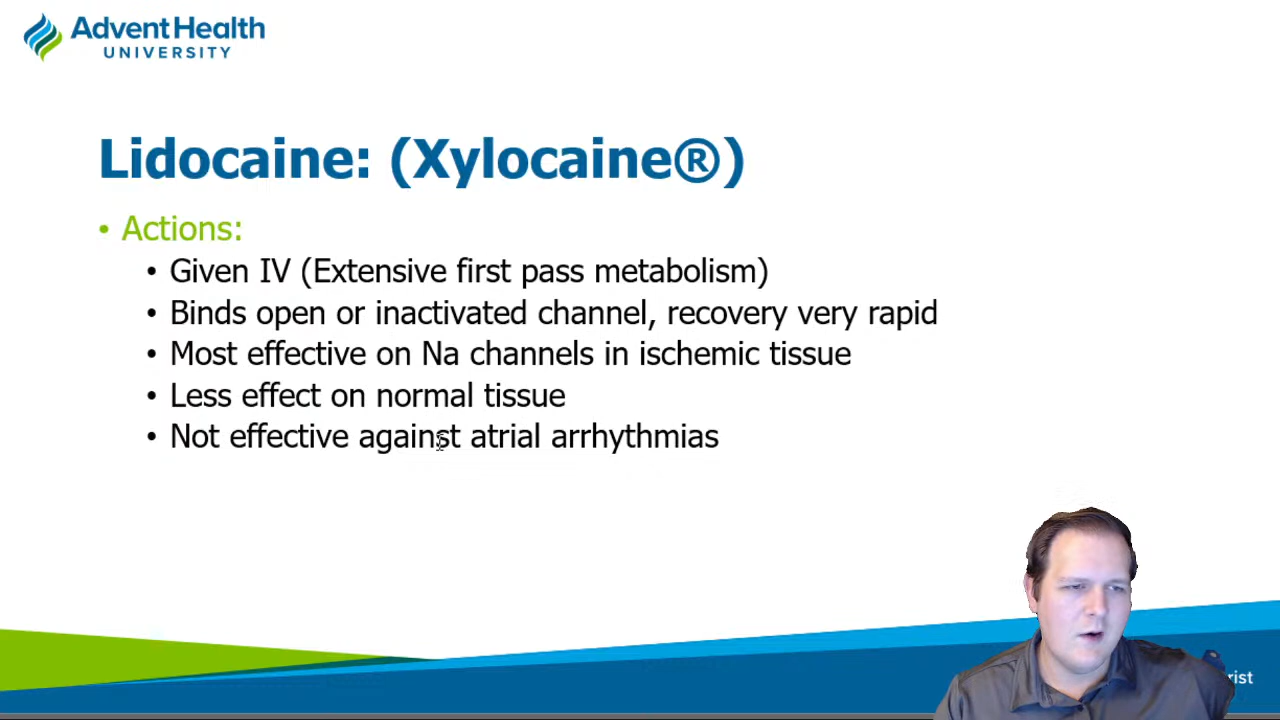 AdventHealth
UNIVERSITY
Lidocaine: (Xylocaine®)
• Actions:
• Given IV (Extensive first pass metabolism)
• Binds open or inactivated channel, recovery very rapid
• Most effective on Na channels in ischemic tissue
• Less effect on normal tissue
• Not effective against atrial arrhythmias